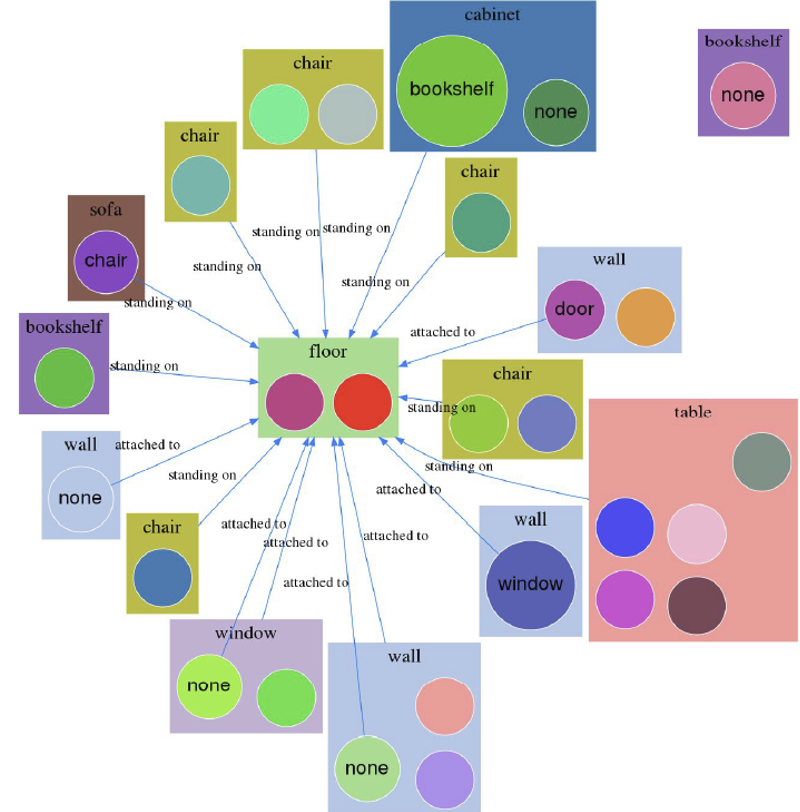 cabinet
bookshelf
chair
bookshelf
none
none
chair
chair
sofa
standing on
standing on
wall
chair
standing on
standing on
door
standing on
bookshelf
attached to
floor
standing on
chair
standing on
table
wall
attached to
standing on
standing on
none
attached to
chair
attached to
wall
attached to
attached to
attached to
window
window
wall
none
none